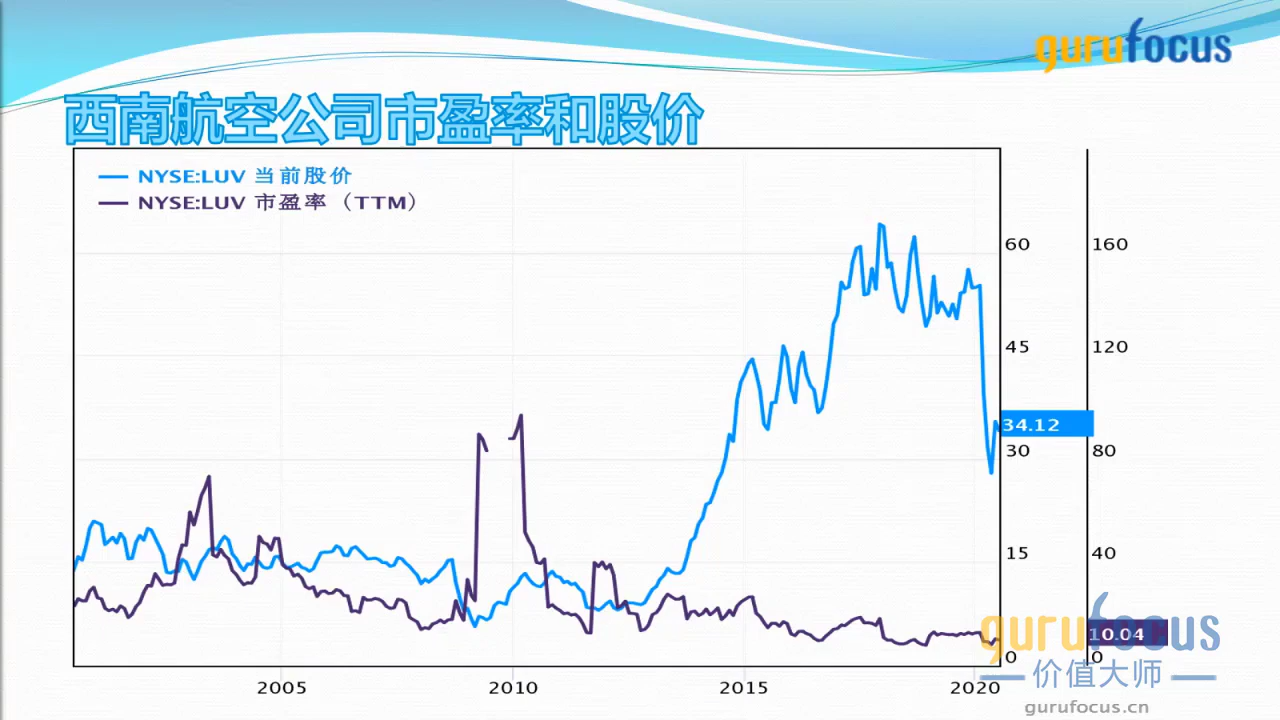 gurufocus
西南航空公司市盈率和股价
NYSE:LUV 当前股价
NYSE:LUV 市盈率 （TTM）
60 160
45 120
34.12
30 80
15 40
10.04
0 0
2005 2010 2015 2020
gurufocus
价值大师
gurufocus.cn